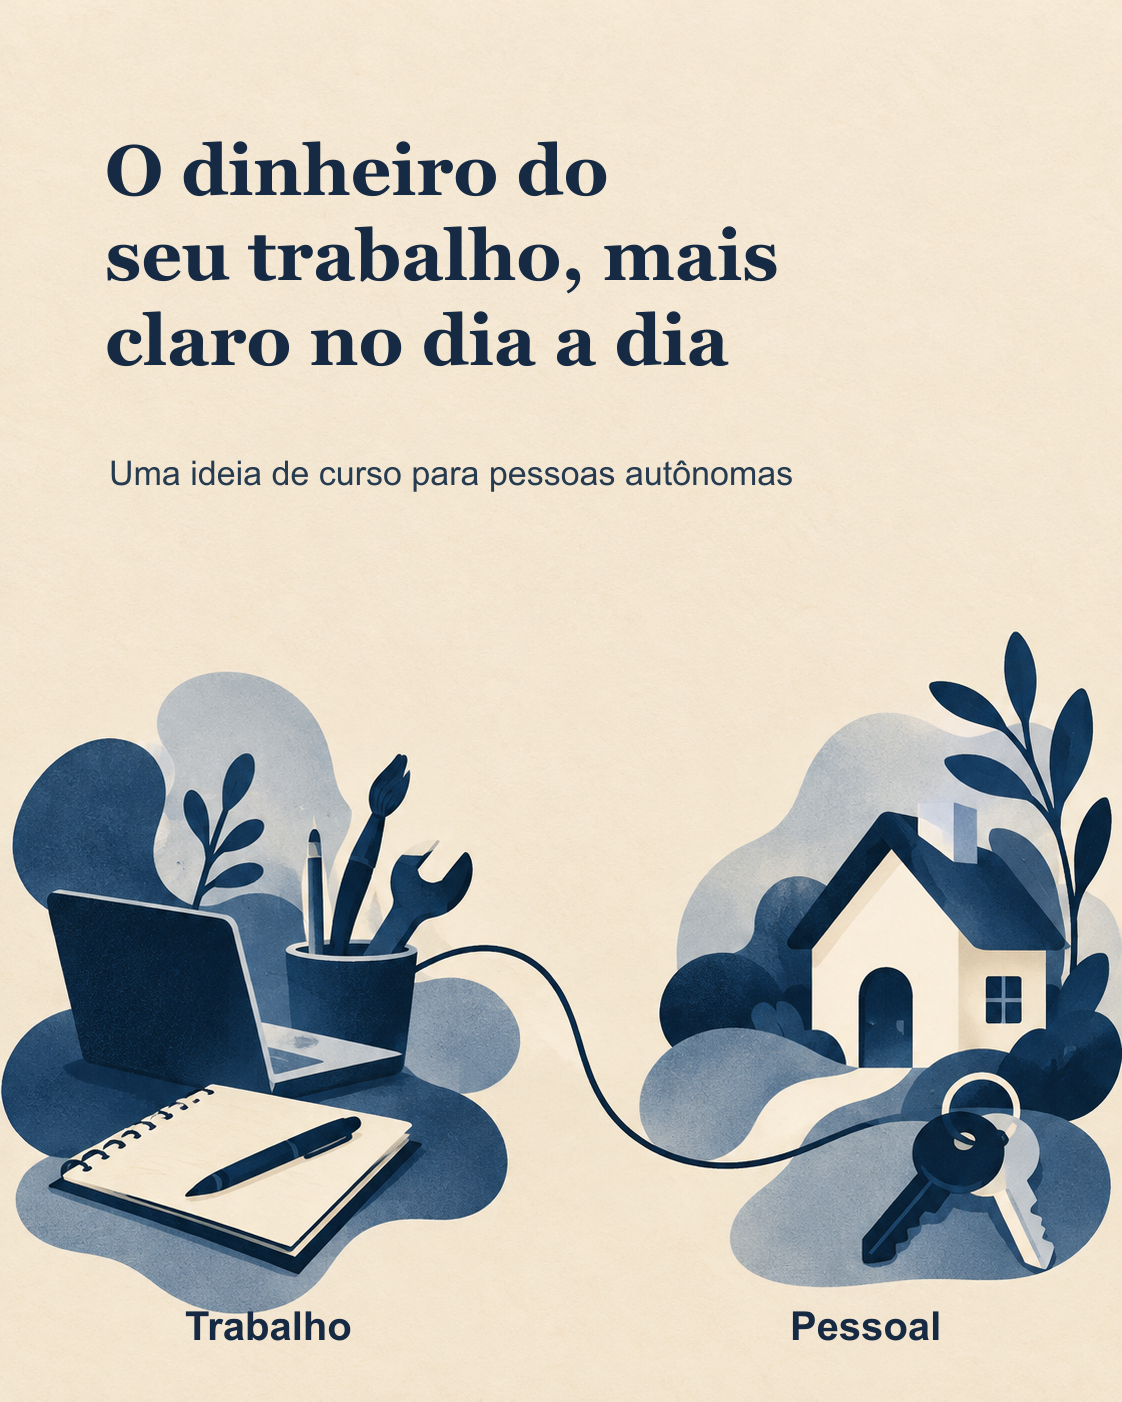 O dinheiro do
seu trabalho, mais
claro no dia a dia
Uma ideia de curso para pessoas autônomas
Trabalho
Pessoal